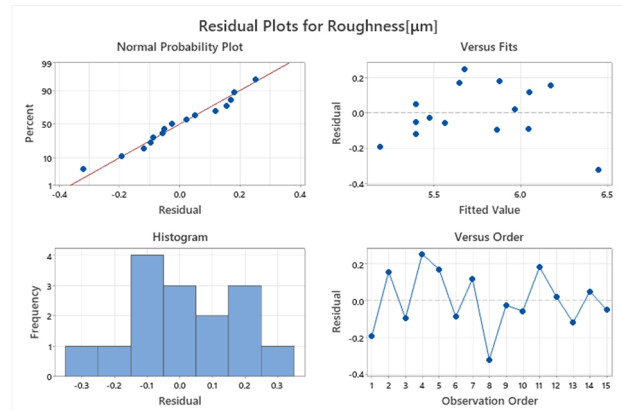 Residual Plots for Roughness[µm]
Normal Probability Plot
99
90
50
10
1
Percent
-0.4 -0.2 0.0 0.2 0.4
Residual
Versus Fits
0.2
0.0
-0.2
-0.4
Residual
5.5 6.0 6.5
Fitted Value
Histogram
4
3
2
1
0
Frequency
-0.3 -0.2 -0.1 0.0 0.1 0.2 0.3
Residual
Versus Order
0.2
0.0
-0.2
-0.4
Residual
1 2 3 4 5 6 7 8 9 10 11 12 13 14 15
Observation Order